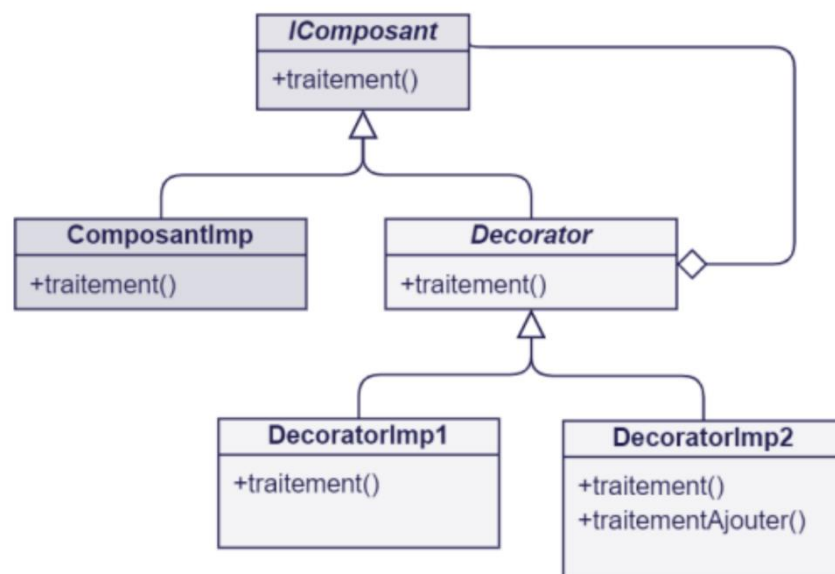 IComposant
+traitement()
ComposantImp
+traitement()
Decorator
+traitement()
DecoratorImp1
+traitement()
DecoratorImp2
+traitement()
+traitementAjouter()